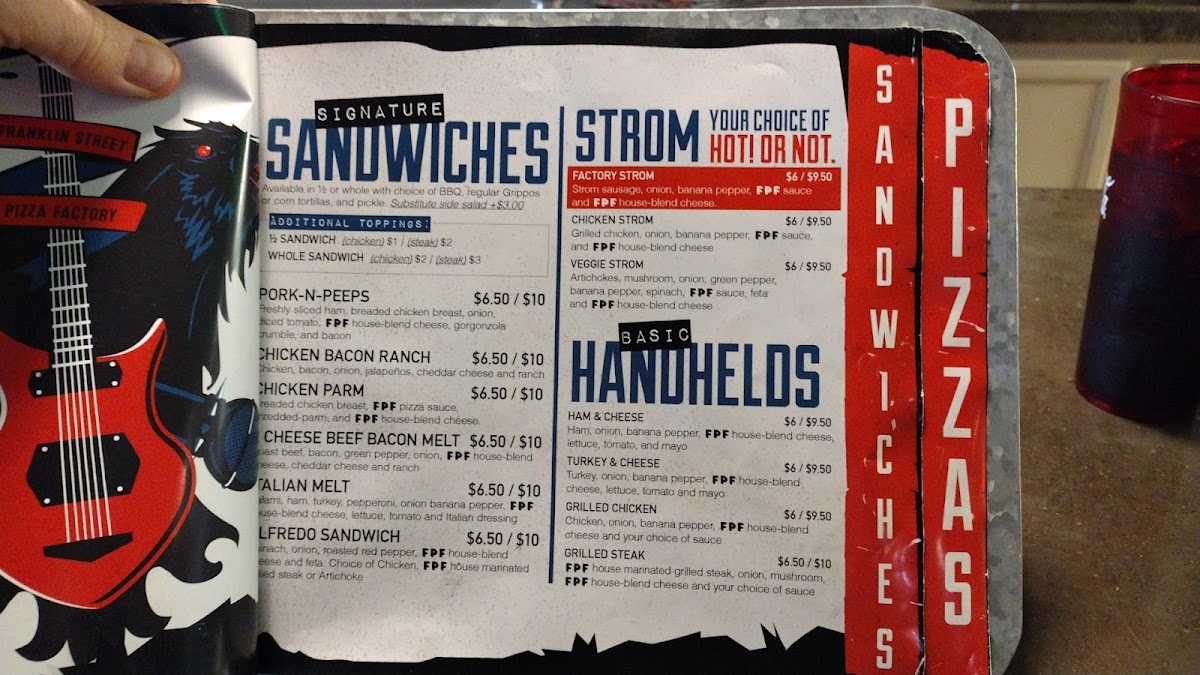 FRANKLIN STREET
PIZZA FACTORY
SIGNATURE
SANDWICHES
Available in ½ or whole with choice of BBQ, regular Grippos
or corn tortillas, and pickle. Substitute side salad +$3.00
ADDITIONAL TOPPINGS:
½ SANDWICH (chicken) $1 / (steak) $2
WHOLE SANDWICH (chicken) $2 / (steak) $3
PORK-N-PEEPS $6.50 / $10
Freshly sliced ham, breaded chicken breast, onion,
diced tomato, FPF house-blend cheese, gorgonzola
crumble, and bacon
CHICKEN BACON RANCH $6.50 / $10
Chicken, bacon, onion, jalapeños, cheddar cheese and ranch
CHICKEN PARM $6.50 / $10
breaded chicken breast, FPF pizza sauce,
shredded-parm, and FPF house-blend cheese.
CHEESE BEEF BACON MELT $6.50 / $10
roast beef, bacon, green pepper, onion, FPF house-blend
cheese, cheddar cheese and ranch
ITALIAN MELT $6.50 / $10
salami, ham, turkey, pepperoni, onion banana pepper, FPF
house-blend cheese, lettuce, tomato and Italian dressing
ALFREDO SANDWICH $6.50 / $10
spinach, onion, roasted red pepper, FPF house-blend
cheese and feta. Choice of Chicken, FPF house marinated
grilled steak or Artichoke
STROM YOUR CHOICE OF
HOT! OR NOT.
FACTORY STROM $6 / $9.50
Strom sausage, onion, banana pepper, FPF sauce
and FPF house-blend cheese.
CHICKEN STROM $6 / $9.50
Grilled chicken, onion, banana pepper, FPF sauce,
and FPF house-blend cheese
VEGGIE STROM $6 / $9.50
Artichokes, mushroom, onion, green pepper,
banana pepper, spinach, FPF sauce, feta
and FPF house-blend cheese
BASIC
HANDHELDS
HAM & CHEESE $6 / $9.50
Ham, onion, banana pepper, FPF house-blend cheese,
lettuce, tomato, and mayo
TURKEY & CHEESE $6 / $9.50
Turkey, onion, banana pepper, FPF house-blend
cheese, lettuce, tomato and mayo
GRILLED CHICKEN $6 / $9.50
Chicken, onion, banana pepper, FPF house-blend
cheese and your choice of sauce
GRILLED STEAK $6.50 / $10
FPF house marinated grilled steak, onion, mushroom,
FPF house-blend cheese and your choice of sauce
SANDWICHES
PIZZAS